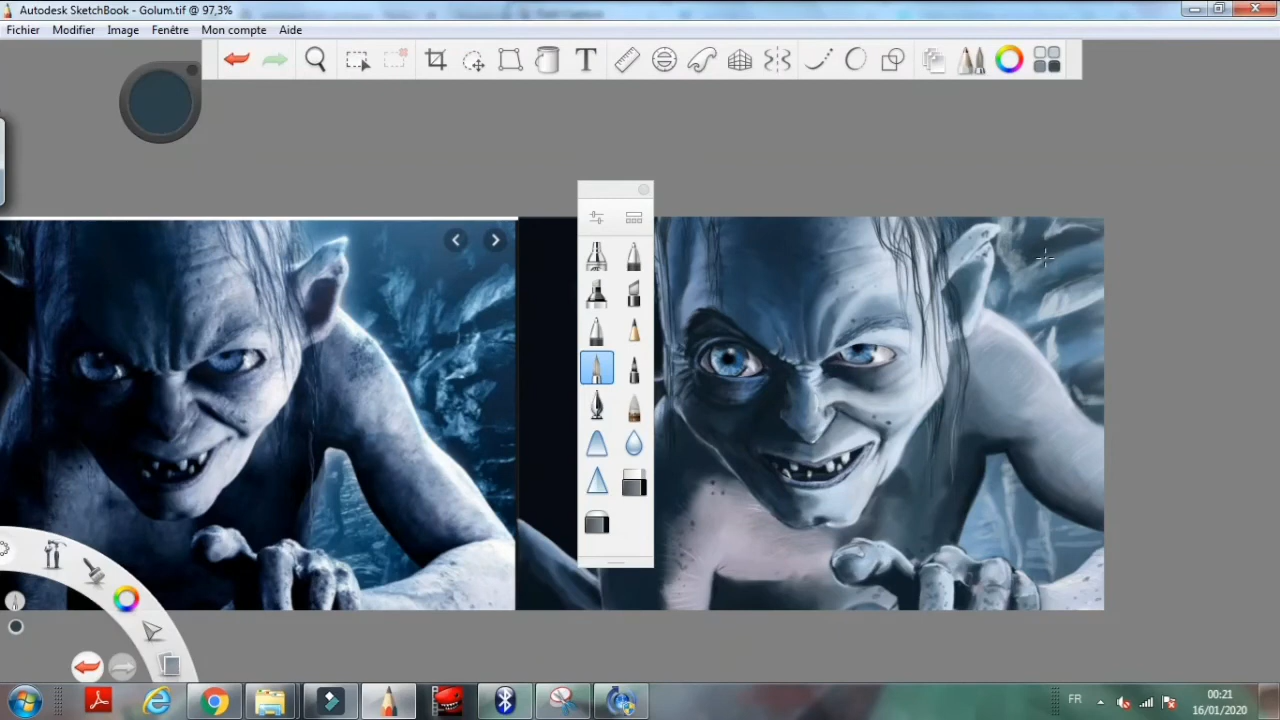 Autodesk SketchBook - Golum.tif @ 97,3%
Fichier Modifier Image Fenêtre Mon compte Aide
T
FR
00:21
16/01/2020